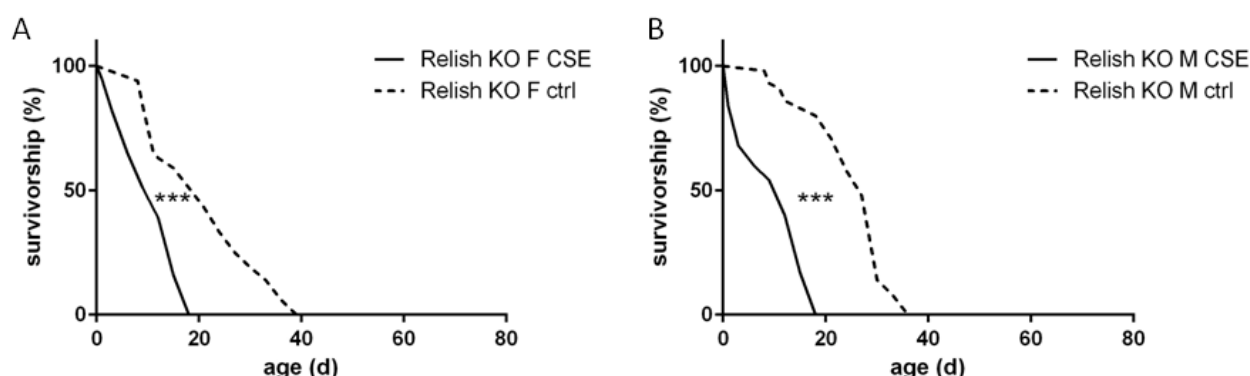 A
Relish KO F CSE
Relish KO F ctrl
survivorship (%)
100
50
0
***
0 20 40 60 80
age (d)
B
Relish KO M CSE
Relish KO M ctrl
survivorship (%)
100
50
0
***
0 20 40 60 80
age (d)